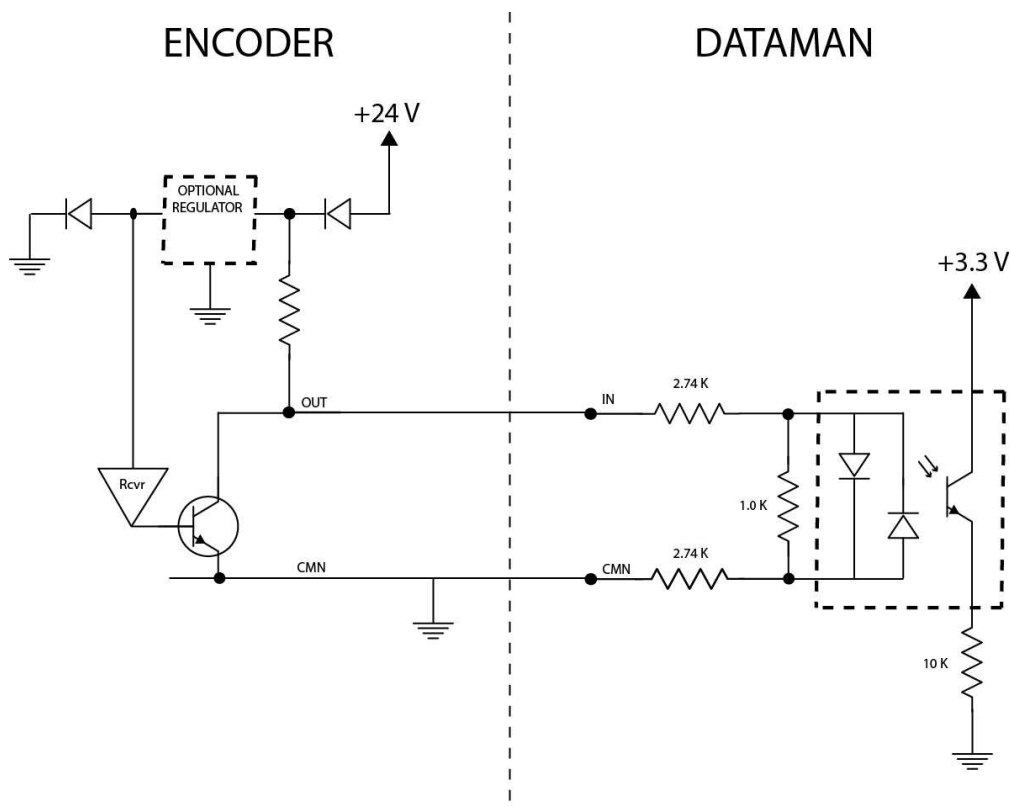 ENCODER
DATAMAN
+24 V
OPTIONAL
REGULATOR
+3.3 V
OUT
IN
2.74 K
Rcvr
1.0 K
CMN
CMN
2.74 K
10 K